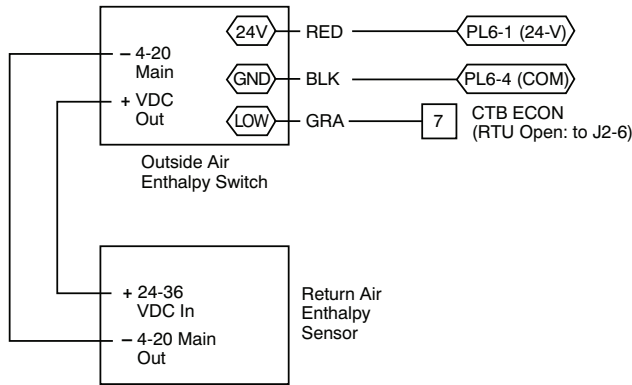 24V RED PL6-1 (24-V)
− 4-20
Main
GND BLK PL6-4 (COM)
+ VDC
Out
LOW GRA 7 CTB ECON
(RTU Open: to J2-6)
Outside Air
Enthalpy Switch
+ 24-36
VDC In
− 4-20 Main
Out
Return Air
Enthalpy
Sensor